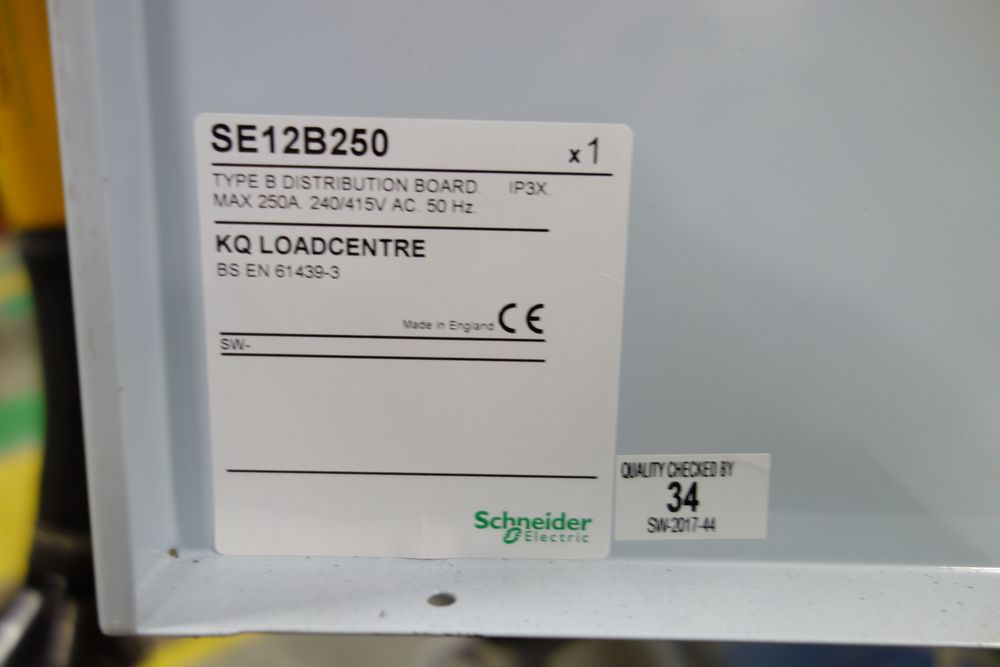 SE12B250 x1
TYPE B DISTRIBUTION BOARD. IP3X.
MAX 250A. 240/415V AC. 50 Hz.
KQ LOADCENTRE
BS EN 61439-3
Made in England CE
SW-
Schneider
Electric
QUALITY CHECKED BY
34
SW-2017-44